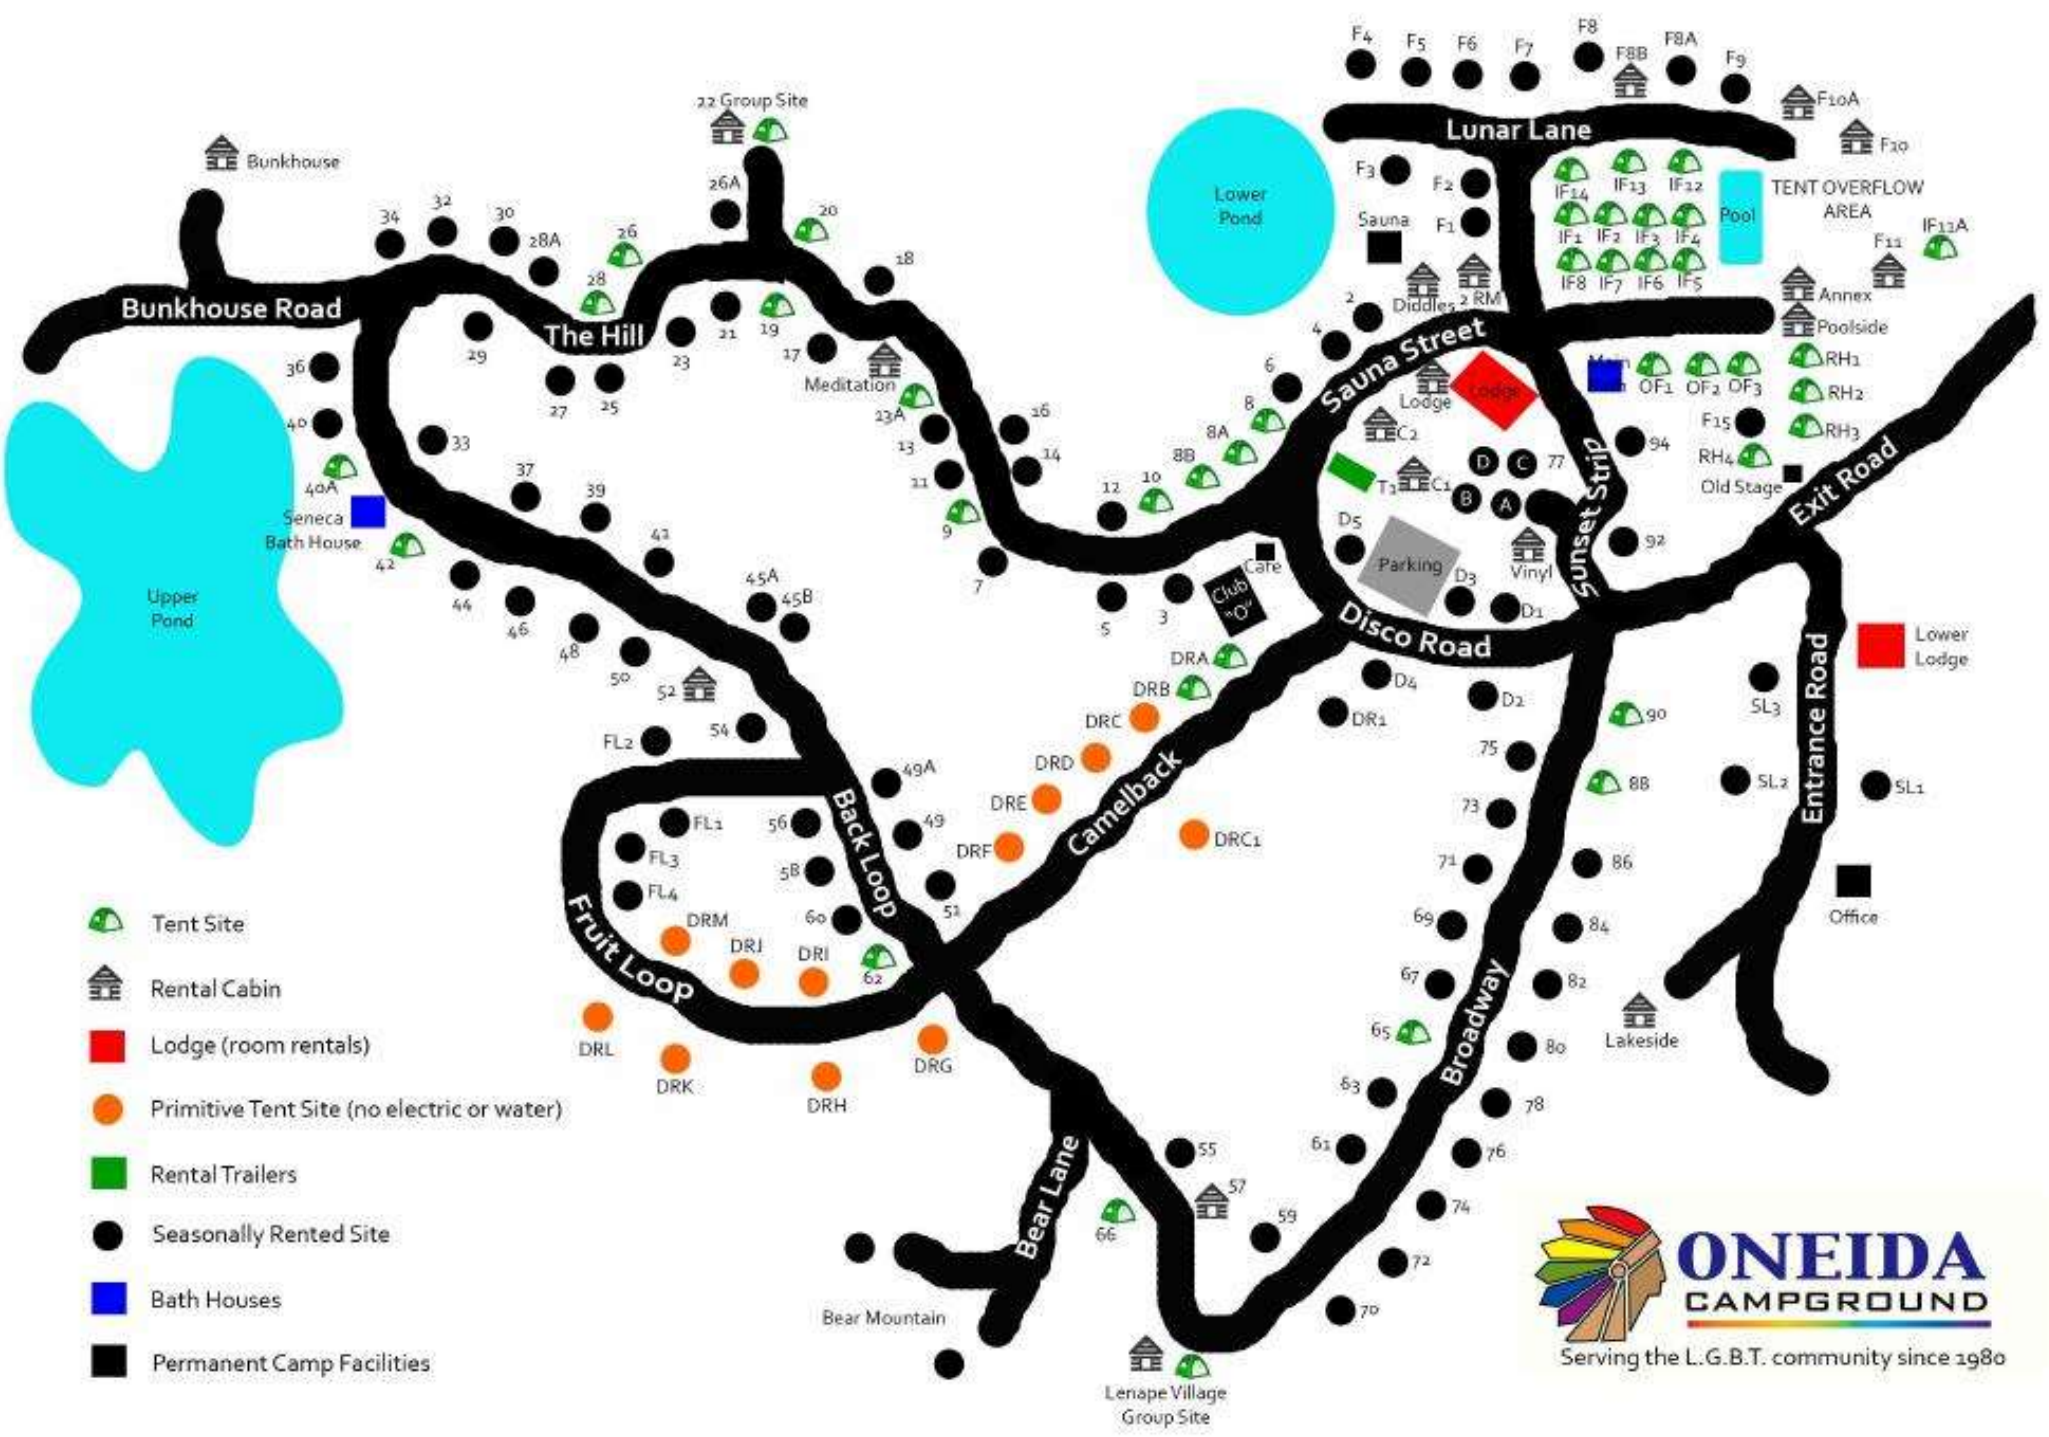 F4
F5
F6
F7
F8
F8B
F8A
F9
F10A
F10
Lunar Lane
22 Group Site
Bunkhouse
26A
20
34
32
30
28A
26
28
18
Lower
Pond
F3
F2
Sauna
F1
IF14
IF13
IF12
Pool
TENT OVERFLOW
AREA
IF1
IF2
IF3
IF4
IF8
IF7
IF6
IF5
F11
IF11A
Diddles
2 RM
Annex
Poolside
Bunkhouse Road
The Hill
29
27
25
23
21
19
17
Meditation
13A
13
11
9
7
16
14
12
10
8B
8A
8
6
4
2
Sauna Street
Lodge
Lodge
C2
C1
T1
Main
OF1
OF2
OF3
RH1
RH2
RH3
RH4
F15
Old Stage
94
92
77
D
C
B
A
Sunset Strip
Exit Road
D5
Parking
Vinyl
D3
D1
Disco Road
Cafe
Club
"O"
5
3
36
40
40A
Seneca
Bath House
42
33
37
39
41
44
46
48
50
52
54
45A
45B
Upper
Pond
DRA
DRB
DRC
DRD
DRE
DRF
DRC1
Camelback
D4
DR1
D2
90
8B
75
73
71
69
67
65
63
61
86
84
82
80
78
76
74
72
70
Broadway
Lower
Lodge
SL3
SL2
SL1
Entrance Road
Office
Lakeside
FL2
FL1
FL3
FL4
49A
49
51
56
5B
60
62
Back Loop
Fruit Loop
DRM
DRJ
DRI
DRL
DRK
DRH
DRG
Bear Lane
55
57
59
66
Bear Mountain
Lenape Village
Group Site
Tent Site
Rental Cabin
Lodge (room rentals)
Primitive Tent Site (no electric or water)
Rental Trailers
Seasonally Rented Site
Bath Houses
Permanent Camp Facilities
ONEIDA
CAMPGROUND
Serving the L.G.B.T. community since 1980